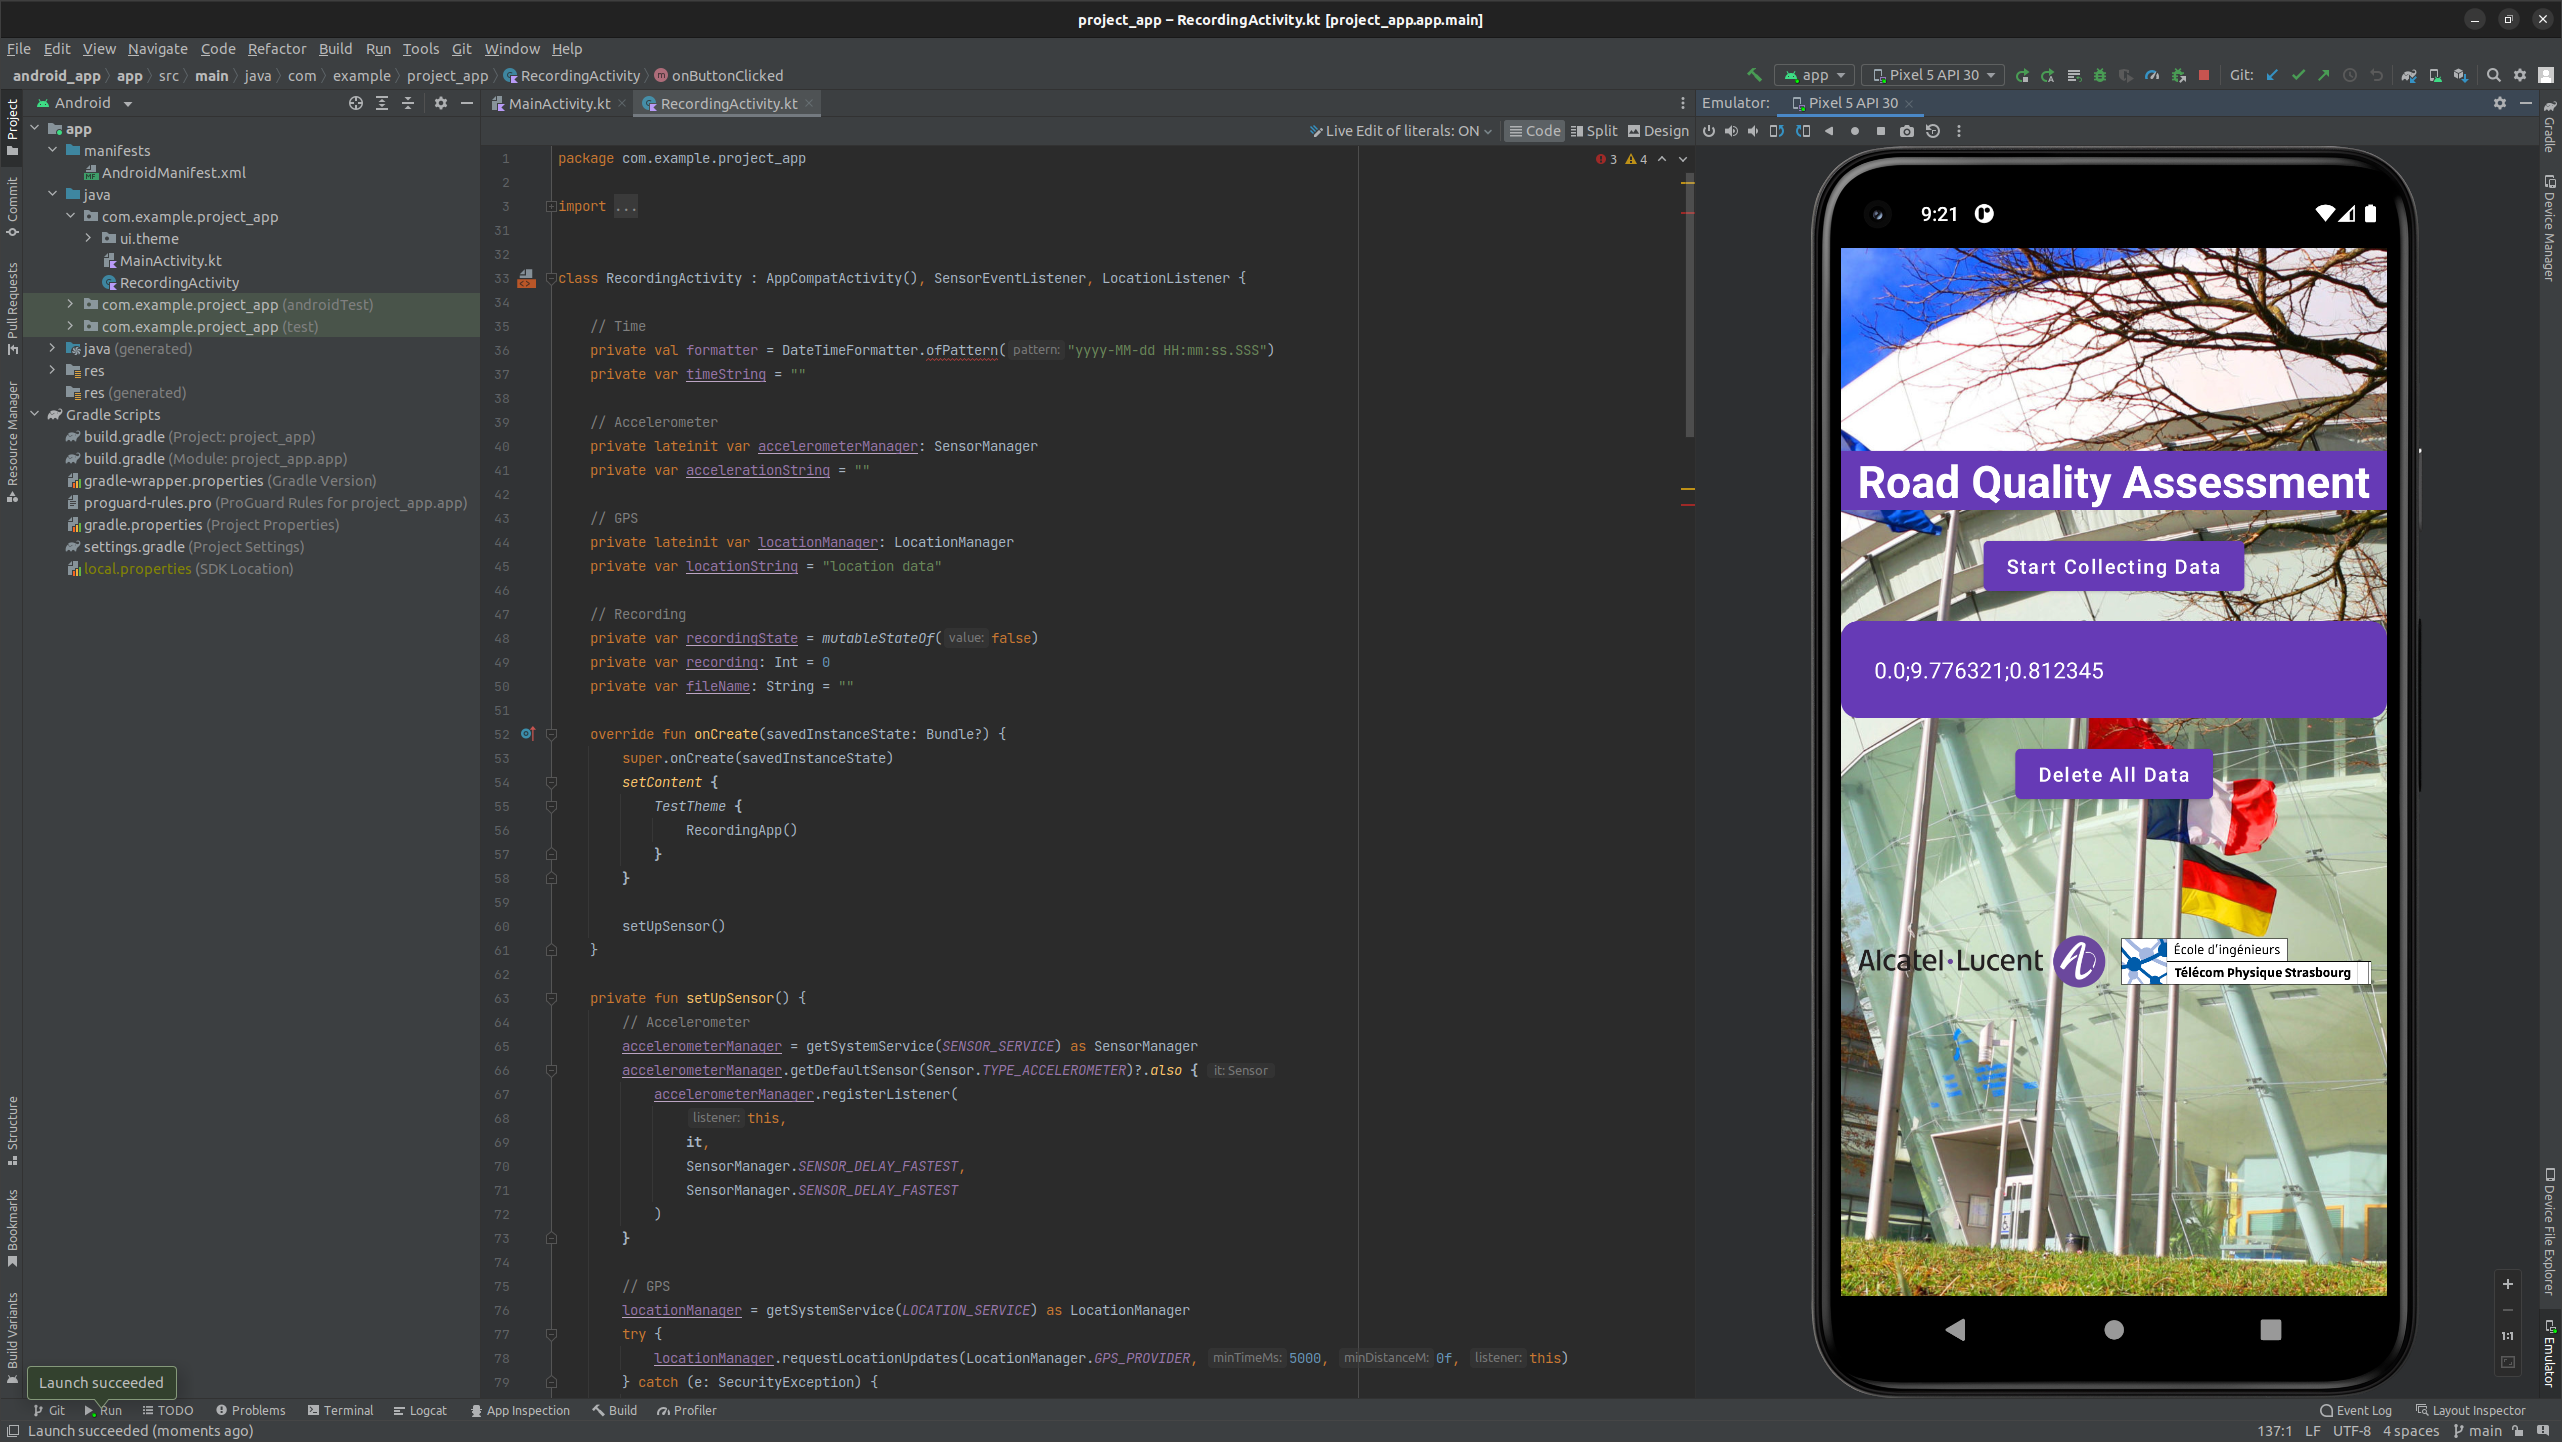 project_app – RecordingActivity.kt [project_app.app.main]
File Edit View Navigate Code Refactor Build Run Tools Git Window Help
android_app app src main java com example project_app RecordingActivity onButtonClicked
app Pixel 5 API 30 Git:
Android
MainActivity.kt RecordingActivity.kt
Emulator: Pixel 5 API 30
Live Edit of literals: ON Code Split Design
Project
Commit
Pull Requests
Resource Manager
Structure
Bookmarks
Build Variants
app
manifests
AndroidManifest.xml
java
com.example.project_app
ui.theme
MainActivity.kt
RecordingActivity
com.example.project_app (androidTest)
com.example.project_app (test)
java (generated)
res
res (generated)
Gradle Scripts
build.gradle (Project: project_app)
build.gradle (Module: project_app.app)
gradle-wrapper.properties (Gradle Version)
proguard-rules.pro (ProGuard Rules for project_app.app)
gradle.properties (Project Properties)
settings.gradle (Project Settings)
local.properties (SDK Location)
3 4
1 package com.example.project_app
2
3 import ...
31
32
33 class RecordingActivity : AppCompatActivity(), SensorEventListener, LocationListener {
34
35 // Time
36 private val formatter = DateTimeFormatter.ofPattern( pattern: "yyyy-MM-dd HH:mm:ss.SSS")
37 private var timeString = ""
38
39 // Accelerometer
40 private lateinit var accelerometerManager: SensorManager
41 private var accelerationString = ""
42
43 // GPS
44 private lateinit var locationManager: LocationManager
45 private var locationString = "location data"
46
47 // Recording
48 private var recordingState = mutableStateOf( value: false)
49 private var recording: Int = 0
50 private var fileName: String = ""
51
52 override fun onCreate(savedInstanceState: Bundle?) {
53 super.onCreate(savedInstanceState)
54 setContent {
55 TestTheme {
56 RecordingApp()
57 }
58 }
59
60 setUpSensor()
61 }
62
63 private fun setUpSensor() {
64 // Accelerometer
65 accelerometerManager = getSystemService(SENSOR_SERVICE) as SensorManager
66 accelerometerManager.getDefaultSensor(Sensor.TYPE_ACCELEROMETER)?.also { it: Sensor
67 accelerometerManager.registerListener(
68 listener: this,
69 it,
70 SensorManager.SENSOR_DELAY_FASTEST,
71 SensorManager.SENSOR_DELAY_FASTEST
72 )
73 }
74
75 // GPS
76 locationManager = getSystemService(LOCATION_SERVICE) as LocationManager
77 try {
78 locationManager.requestLocationUpdates(LocationManager.GPS_PROVIDER, minTimeMs: 5000, minDistanceM: 0f, listener: this)
79 } catch (e: SecurityException) {
9:21
Road Quality Assessment
Start Collecting Data
0.0;9.776321;0.812345
Delete All Data
Alcatel·Lucent
École d'ingénieurs
Télécom Physique Strasbourg
1:1
Gradle
Device Manager
Device File Explorer
Emulator
Launch succeeded
Git Run TODO Problems Terminal Logcat App Inspection Build Profiler
Event Log Layout Inspector
Launch succeeded (moments ago)
137:1 LF UTF-8 4 spaces main